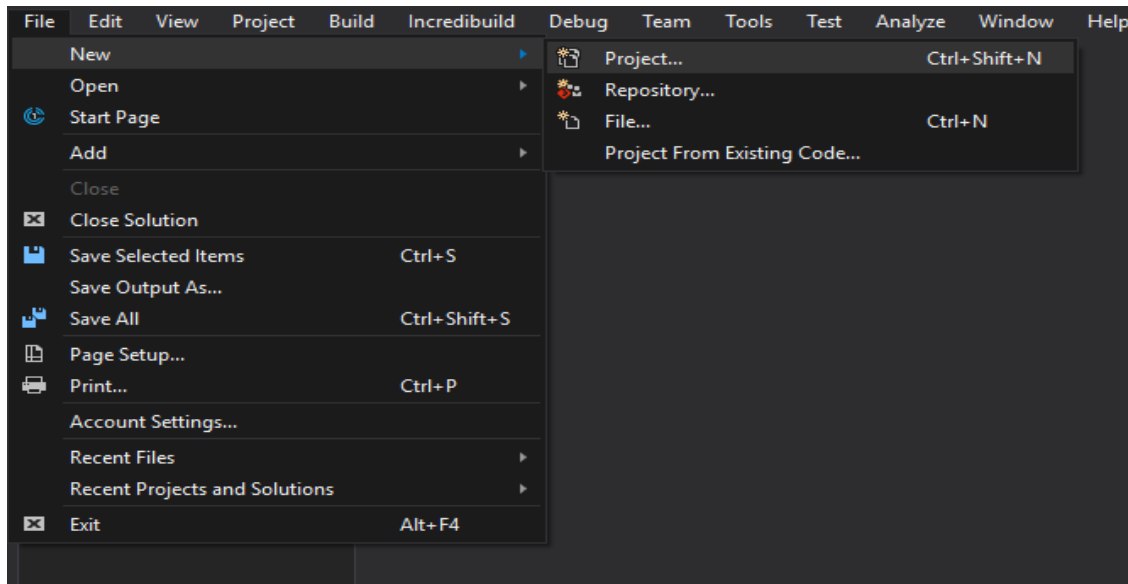 File Edit View Project Build Incredibuild Debug Team Tools Test Analyze Window Help
New
Open
Start Page
Add
Close
Close Solution
Save Selected Items Ctrl+S
Save Output As...
Save All Ctrl+Shift+S
Page Setup...
Print... Ctrl+P
Account Settings...
Recent Files
Recent Projects and Solutions
Exit Alt+F4
Project... Ctrl+Shift+N
Repository...
File... Ctrl+N
Project From Existing Code...